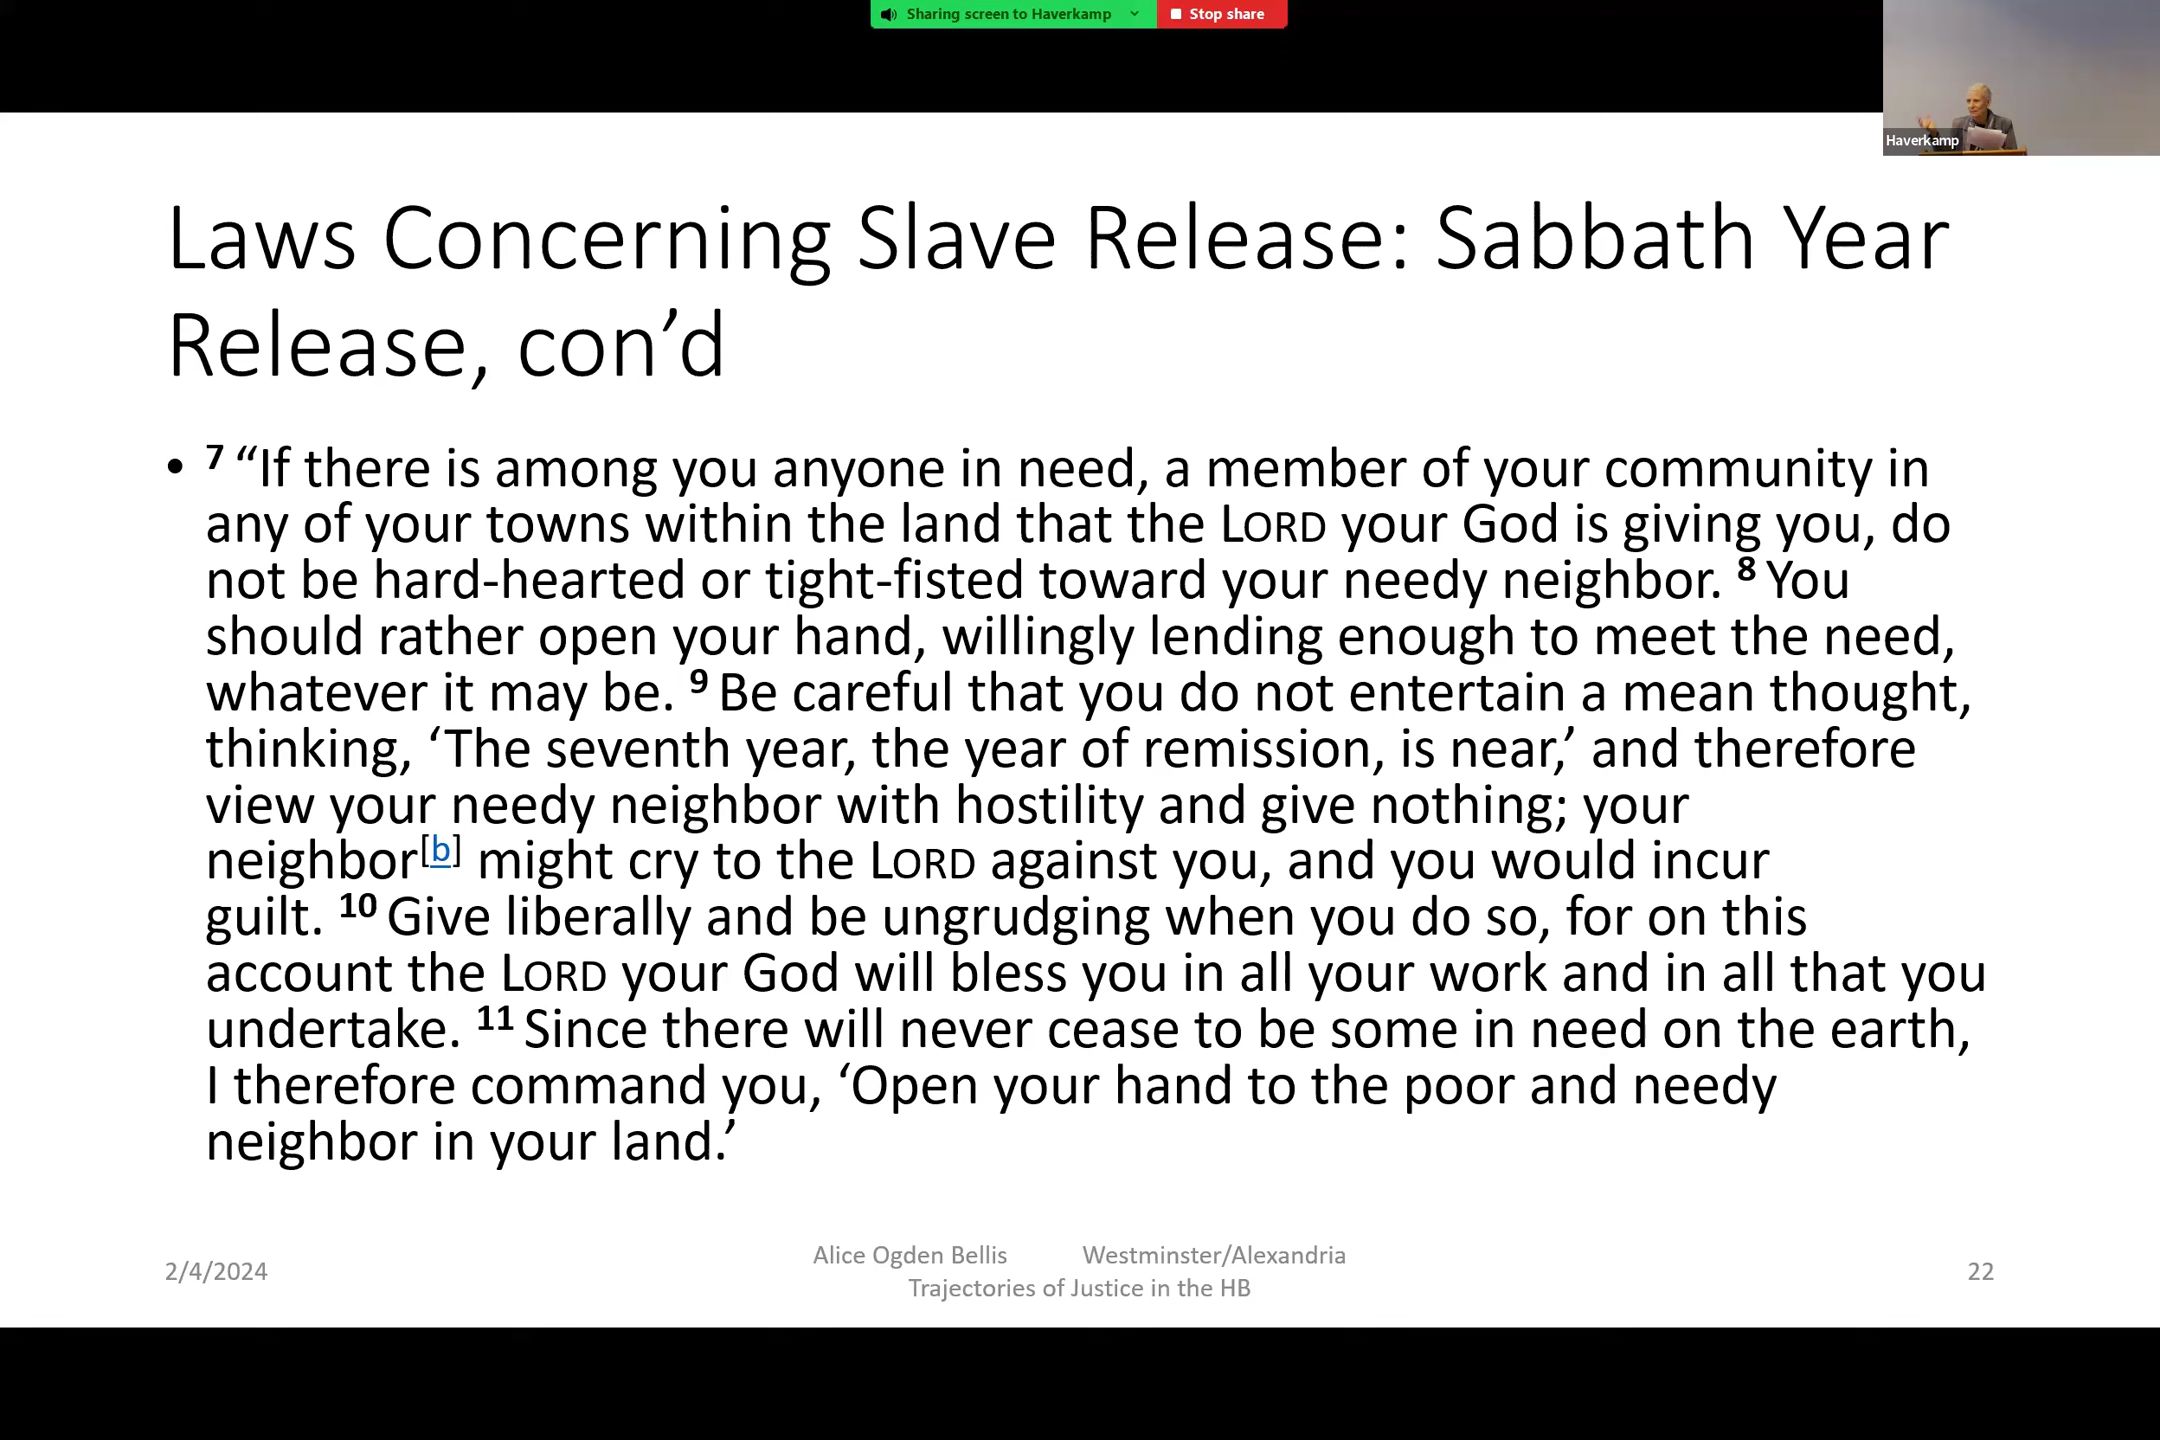 Sharing screen to Haverkamp
Stop share
Haverkamp
Laws Concerning Slave Release: Sabbath Year
Release, con’d
• 7 “If there is among you anyone in need, a member of your community in
any of your towns within the land that the LORD your God is giving you, do
not be hard-hearted or tight-fisted toward your needy neighbor. 8 You
should rather open your hand, willingly lending enough to meet the need,
whatever it may be. 9 Be careful that you do not entertain a mean thought,
thinking, ‘The seventh year, the year of remission, is near,’ and therefore
view your needy neighbor with hostility and give nothing; your
neighbor[b] might cry to the LORD against you, and you would incur
guilt. 10 Give liberally and be ungrudging when you do so, for on this
account the LORD your God will bless you in all your work and in all that you
undertake. 11 Since there will never cease to be some in need on the earth,
I therefore command you, ‘Open your hand to the poor and needy
neighbor in your land.’
2/4/2024
Alice Ogden Bellis Westminster/Alexandria
Trajectories of Justice in the HB
22